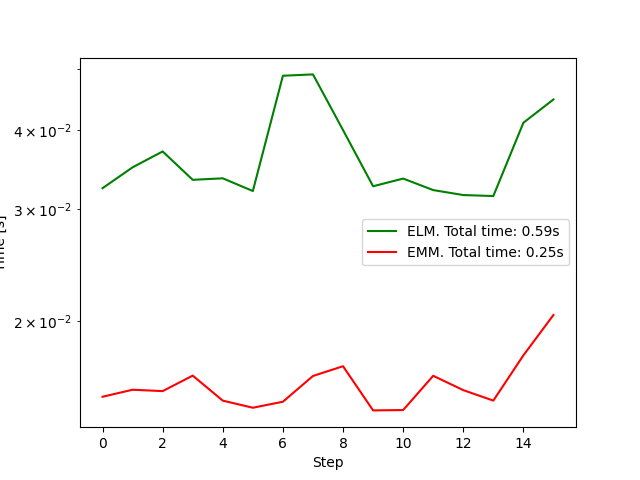 4 × 10⁻²
3 × 10⁻²
2 × 10⁻²
Time [s]
ELM. Total time: 0.59s
EMM. Total time: 0.25s
0 2 4 6 8 10 12 14
Step